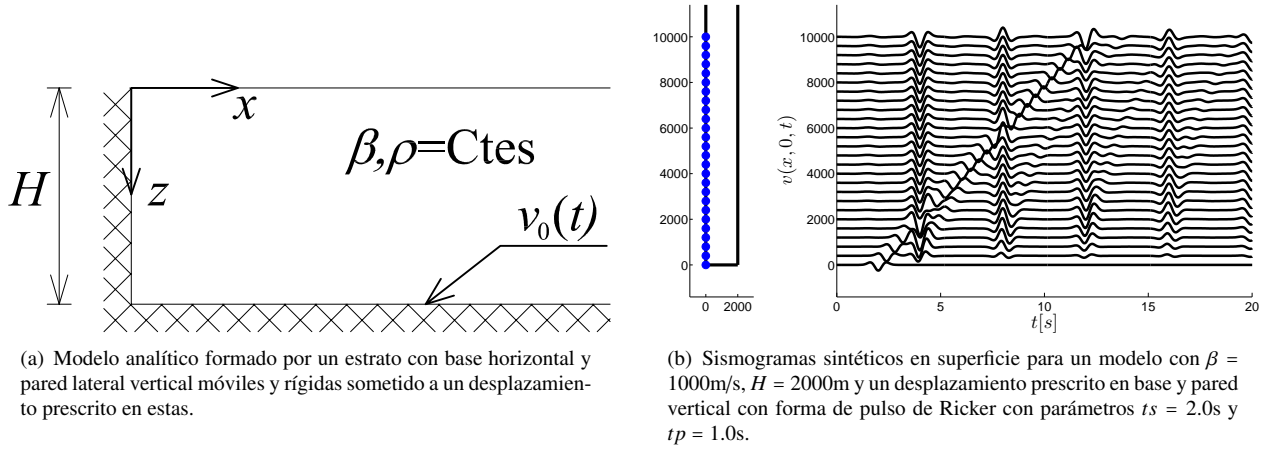 x
β,ρ=Ctes
H
z
v₀(t)
(a) Modelo analítico formado por un estrato con base horizontal y
pared lateral vertical móviles y rígidas sometido a un desplazamien-
to prescrito en estas.
10000
8000
6000
4000
2000
0
0 2000
v(x, 0, t)
10000
8000
6000
4000
2000
0
0 5 10 15 20
t[s]
(b) Sismogramas sintéticos en superficie para un modelo con β =
1000m/s, H = 2000m y un desplazamiento prescrito en base y pared
vertical con forma de pulso de Ricker con parámetros ts = 2.0s y
tp = 1.0s.